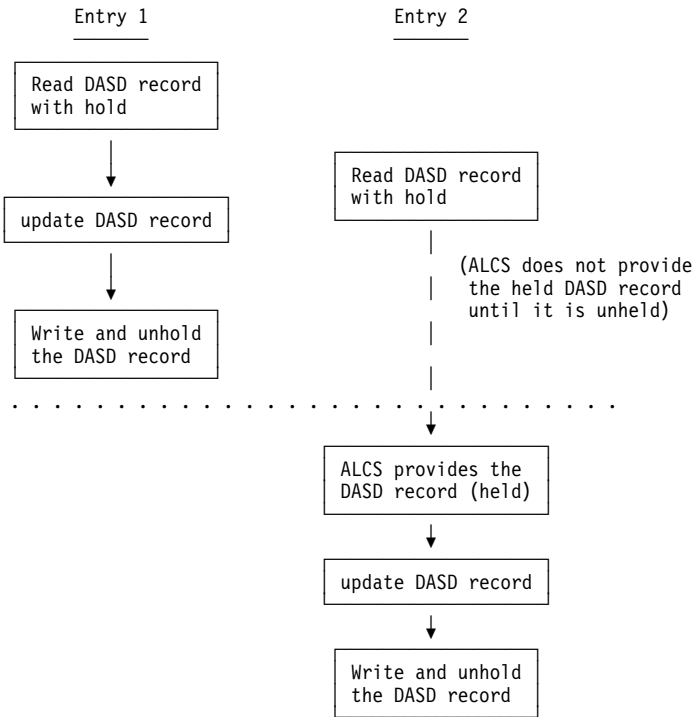 Entry 1
Entry 2
Read DASD record
with hold
Read DASD record
with hold
update DASD record
(ALCS does not provide
the held DASD record
until it is unheld)
Write and unhold
the DASD record
ALCS provides the
DASD record (held)
update DASD record
Write and unhold
the DASD record